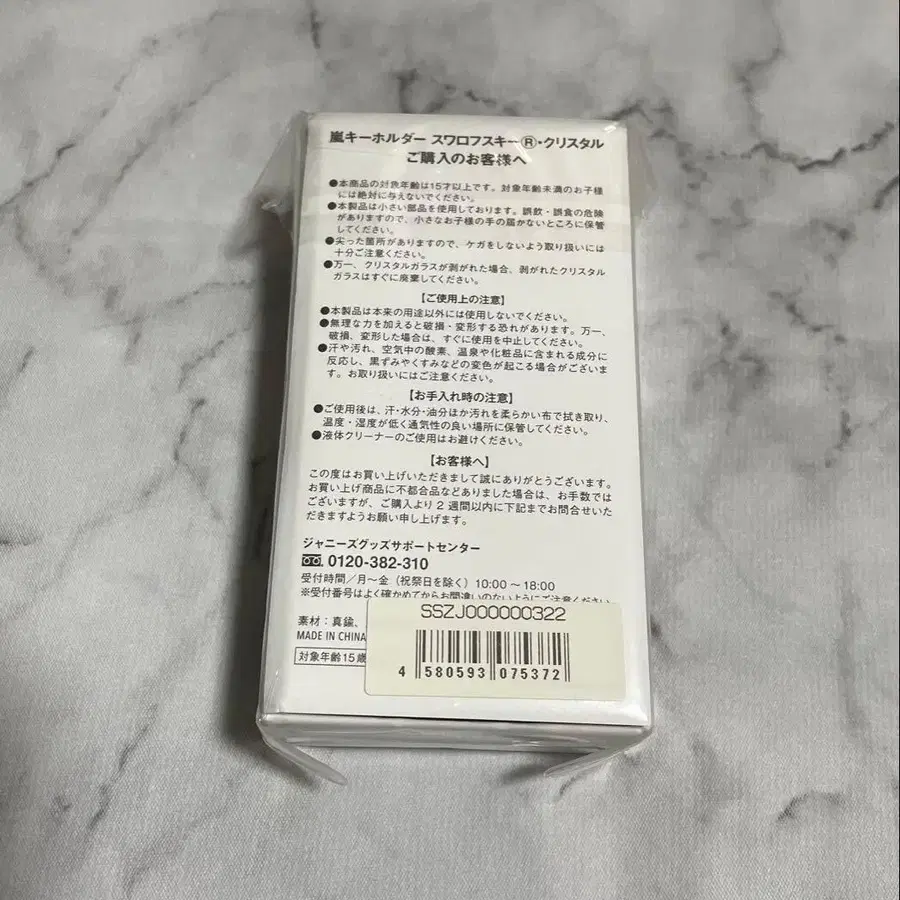 嵐キーホルダー スワロフスキー®・クリスタル
ご購入のお客様へ
●本商品の対象年齢は15才以上です。対象年齢未満のお子様
には絶対に与えないでください。
●本製品は小さい部品を使用しております。誤飲・誤食の危険
がありますので、小さなお子様の手の届かないところに保管
してください。
●尖った箇所がありますので、ケガをしないよう取り扱いには
十分ご注意ください。
●万一、クリスタルガラスが剥がれた場合、剥がれたクリスタル
ガラスはすぐに廃棄してください。
【ご使用上の注意】
●本製品は本来の用途以外には使用しないでください。
●無理な力を加えると破損・変形する恐れがあります。万一、
破損、変形した場合は、すぐに使用を中止してください。
●汗や汚れ、空気中の酸素、温泉や化粧品に含まれる成分に
反応し、黒ずみやくすみなどの変色が起こる場合がございま
す。お取り扱いにはご注意ください。
【お手入れ時の注意】
●ご使用後は、汗・水分・油分ほか汚れを柔らかい布で拭き取り、
温度・湿度が低く通気性の良い場所に保管してください。
●液体クリーナーのご使用はお避けください。
【お客様へ】
この度はお買い上げいただきまして誠にありがとうございます。
お買い上げ商品に不都合品などありました場合は、お手数では
ございますが、ご購入より2週間以内に下記までお問合せいた
だきますようお願い申し上げます。
ジャニーズグッズサポートセンター
0120-382-310
受付時間/月〜金（祝祭日を除く）10:00〜18:00
※受付番号はよく確かめてからお間違いのないようにご注意ください
素材：真鍮、
MADE IN CHINA
対象年齢15歳
SSZJ000000322
4 580593 075372